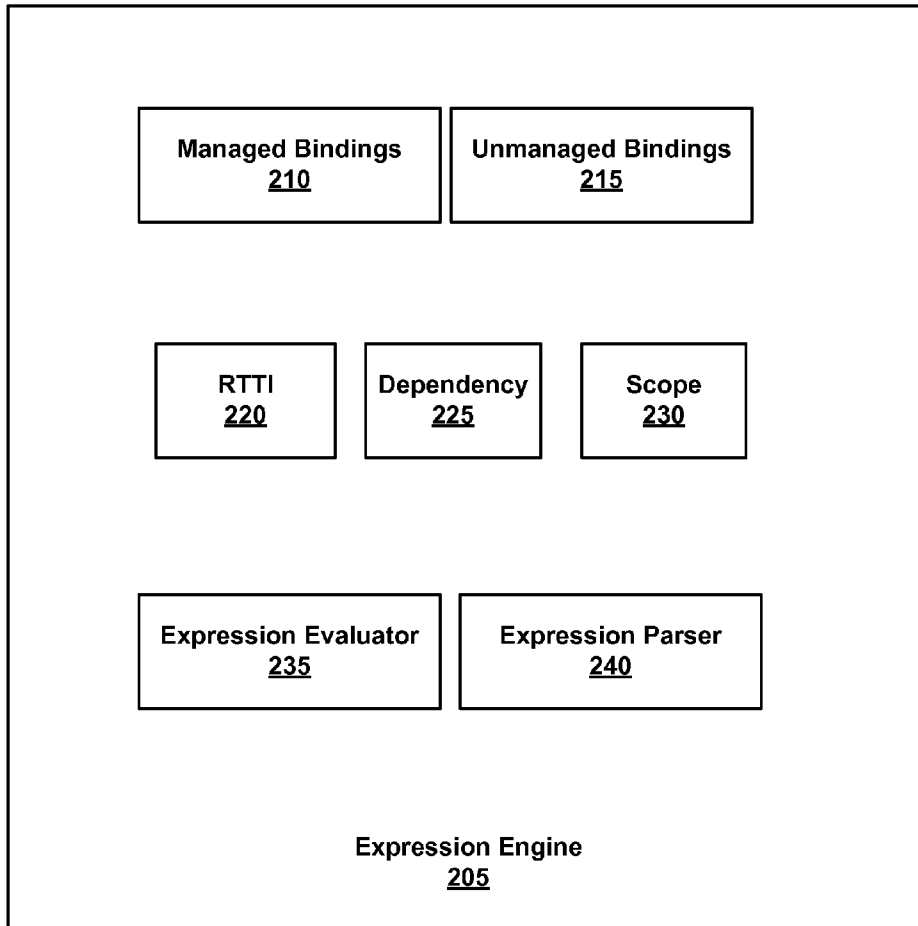 Managed Bindings
210
Unmanaged Bindings
215
RTTI
220
Dependency
225
Scope
230
Expression Evaluator
235
Expression Parser
240
Expression Engine
205